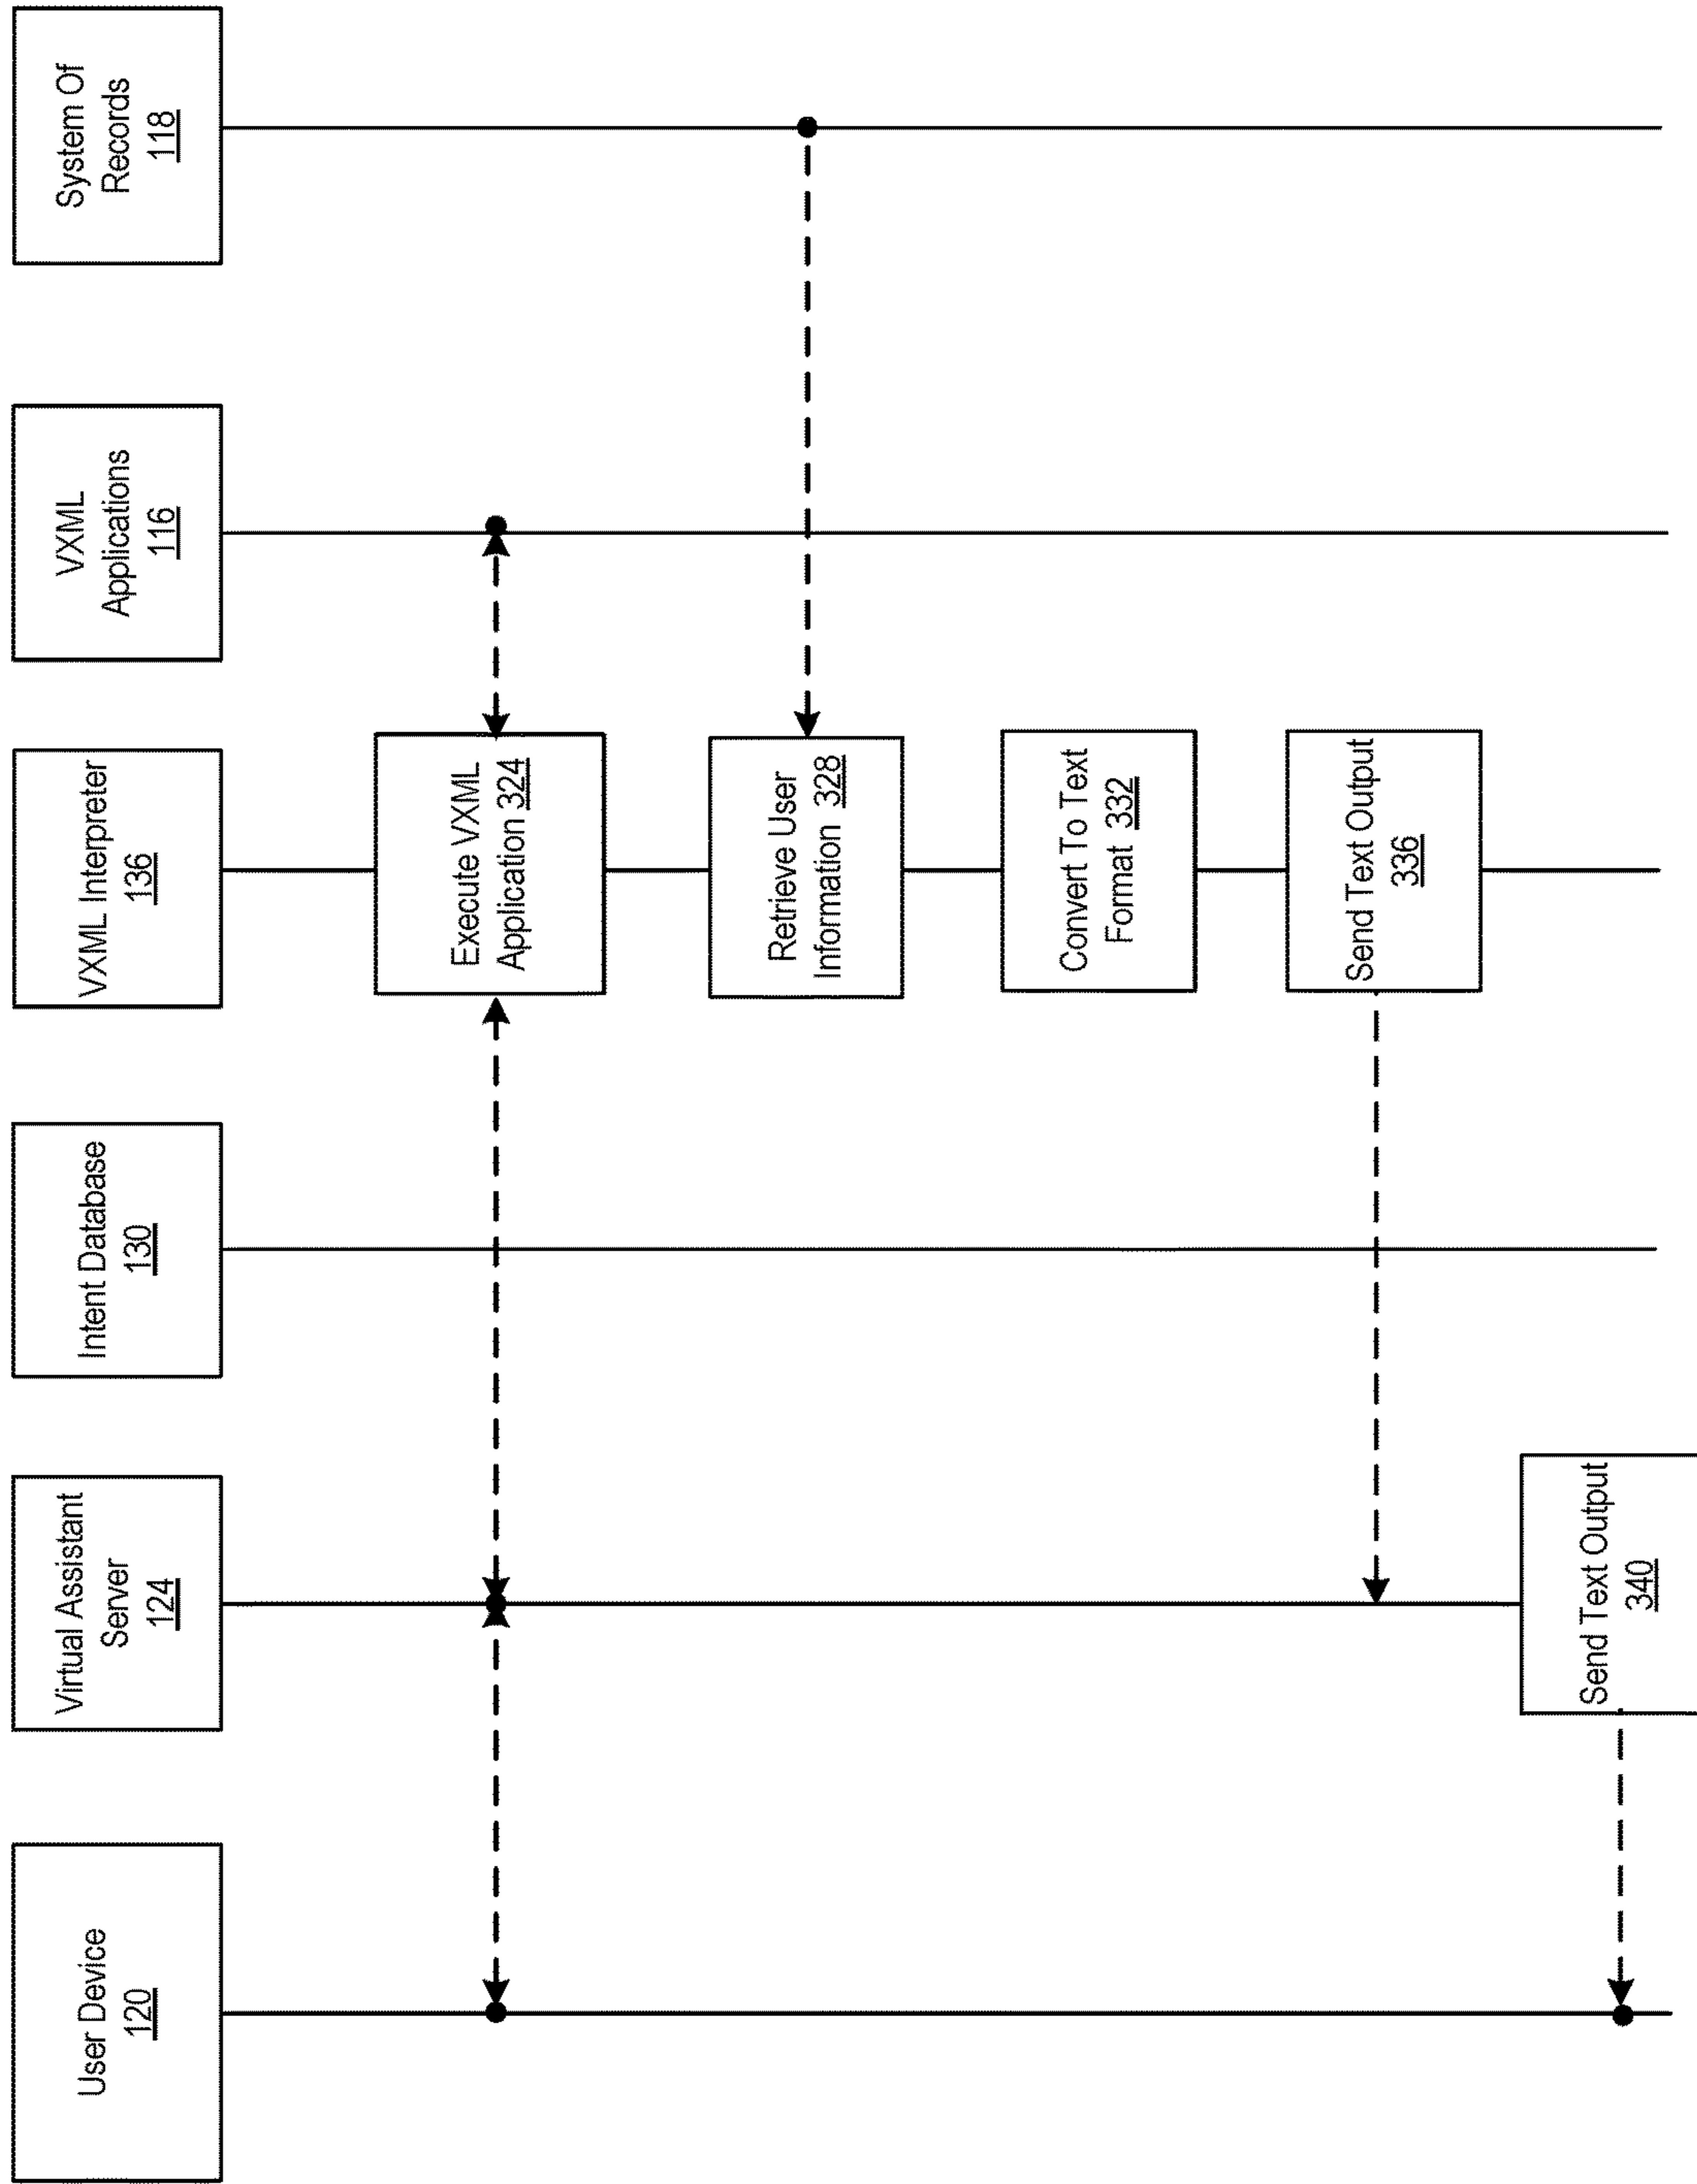 User Device
120
Virtual Assistant
Server
124
Intent Database
130
VXML Interpreter
136
VXML
Applications
116
System Of
Records
118
Execute VXML
Application 324
Retrieve User
Information 328
Convert To Text
Format 332
Send Text Output
336
Send Text Output
340